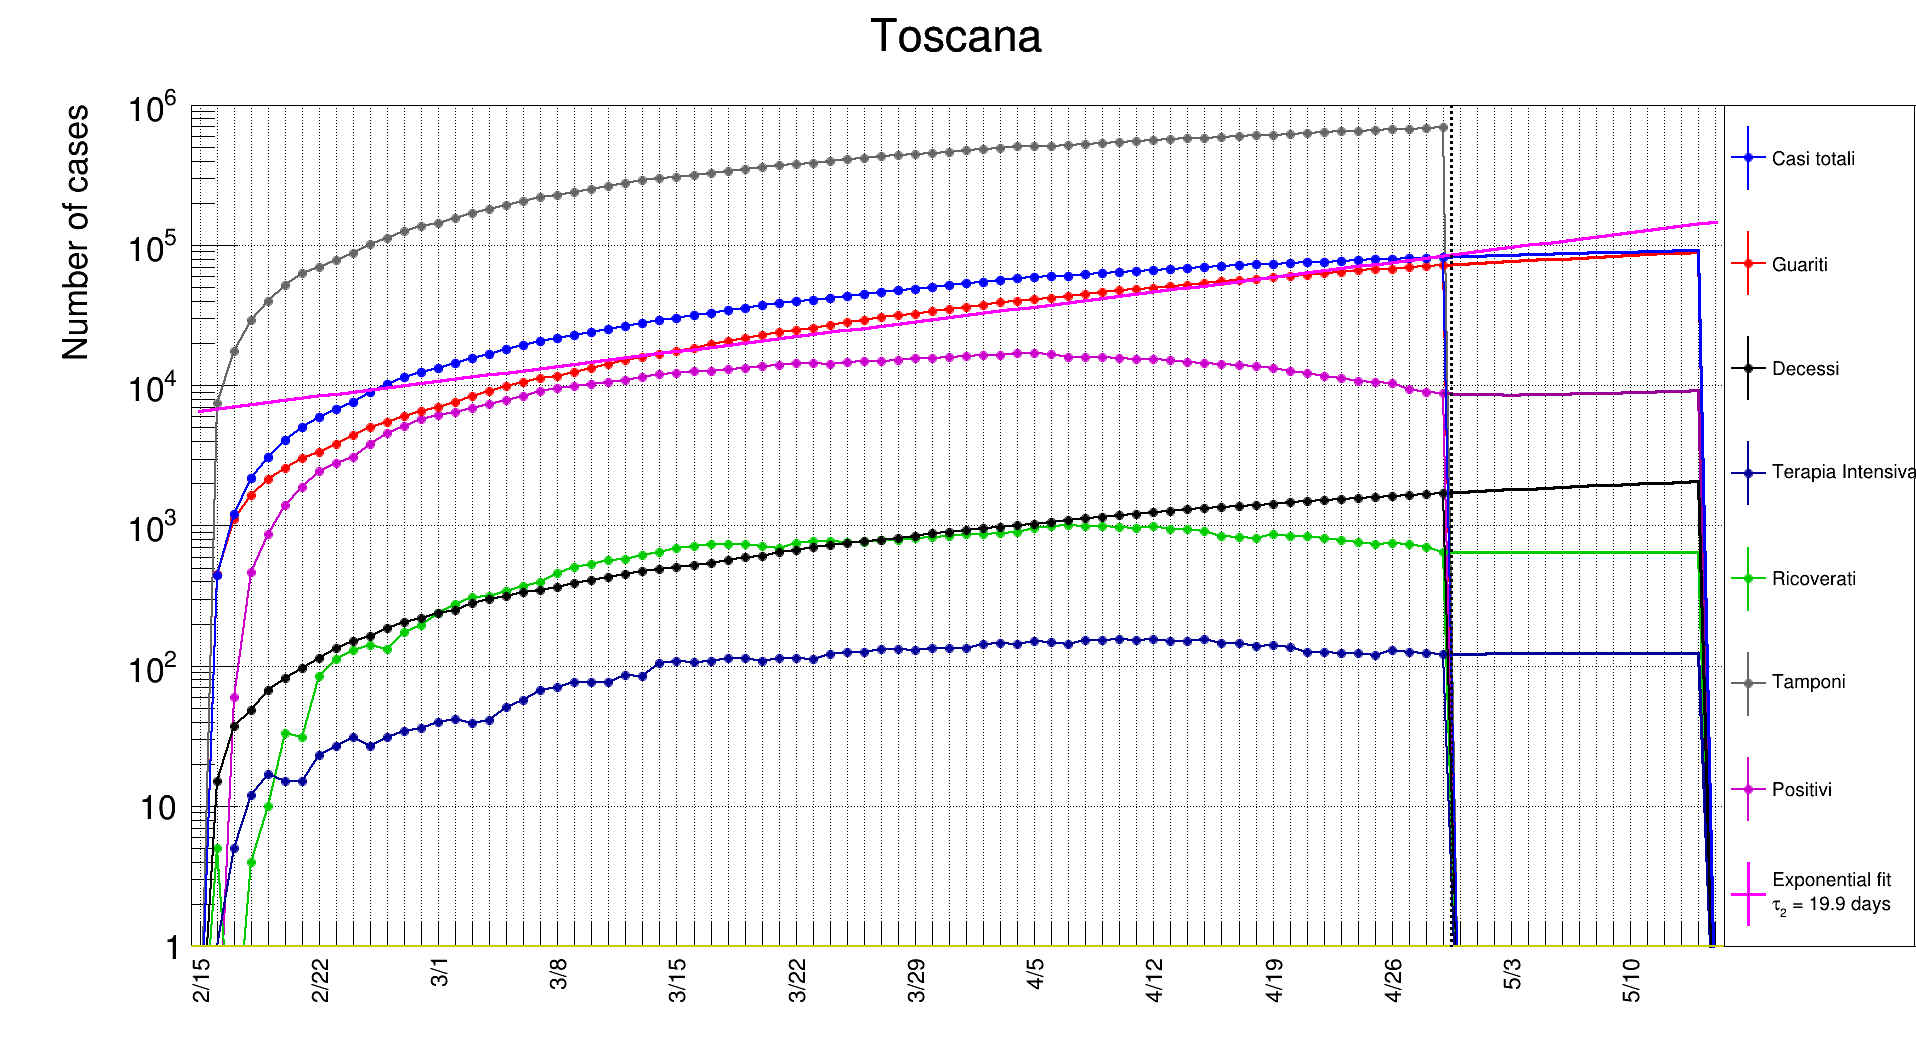 Toscana
Number of cases
10^6
10^5
10^4
10^3
10^2
10
1
2/15
2/22
3/1
3/8
3/15
3/22
3/29
4/5
4/12
4/19
4/26
5/3
5/10
Casi totali
Guariti
Decessi
Terapia Intensiva
Ricoverati
Tamponi
Positivi
Exponential fit
τ₂ = 19.9 days